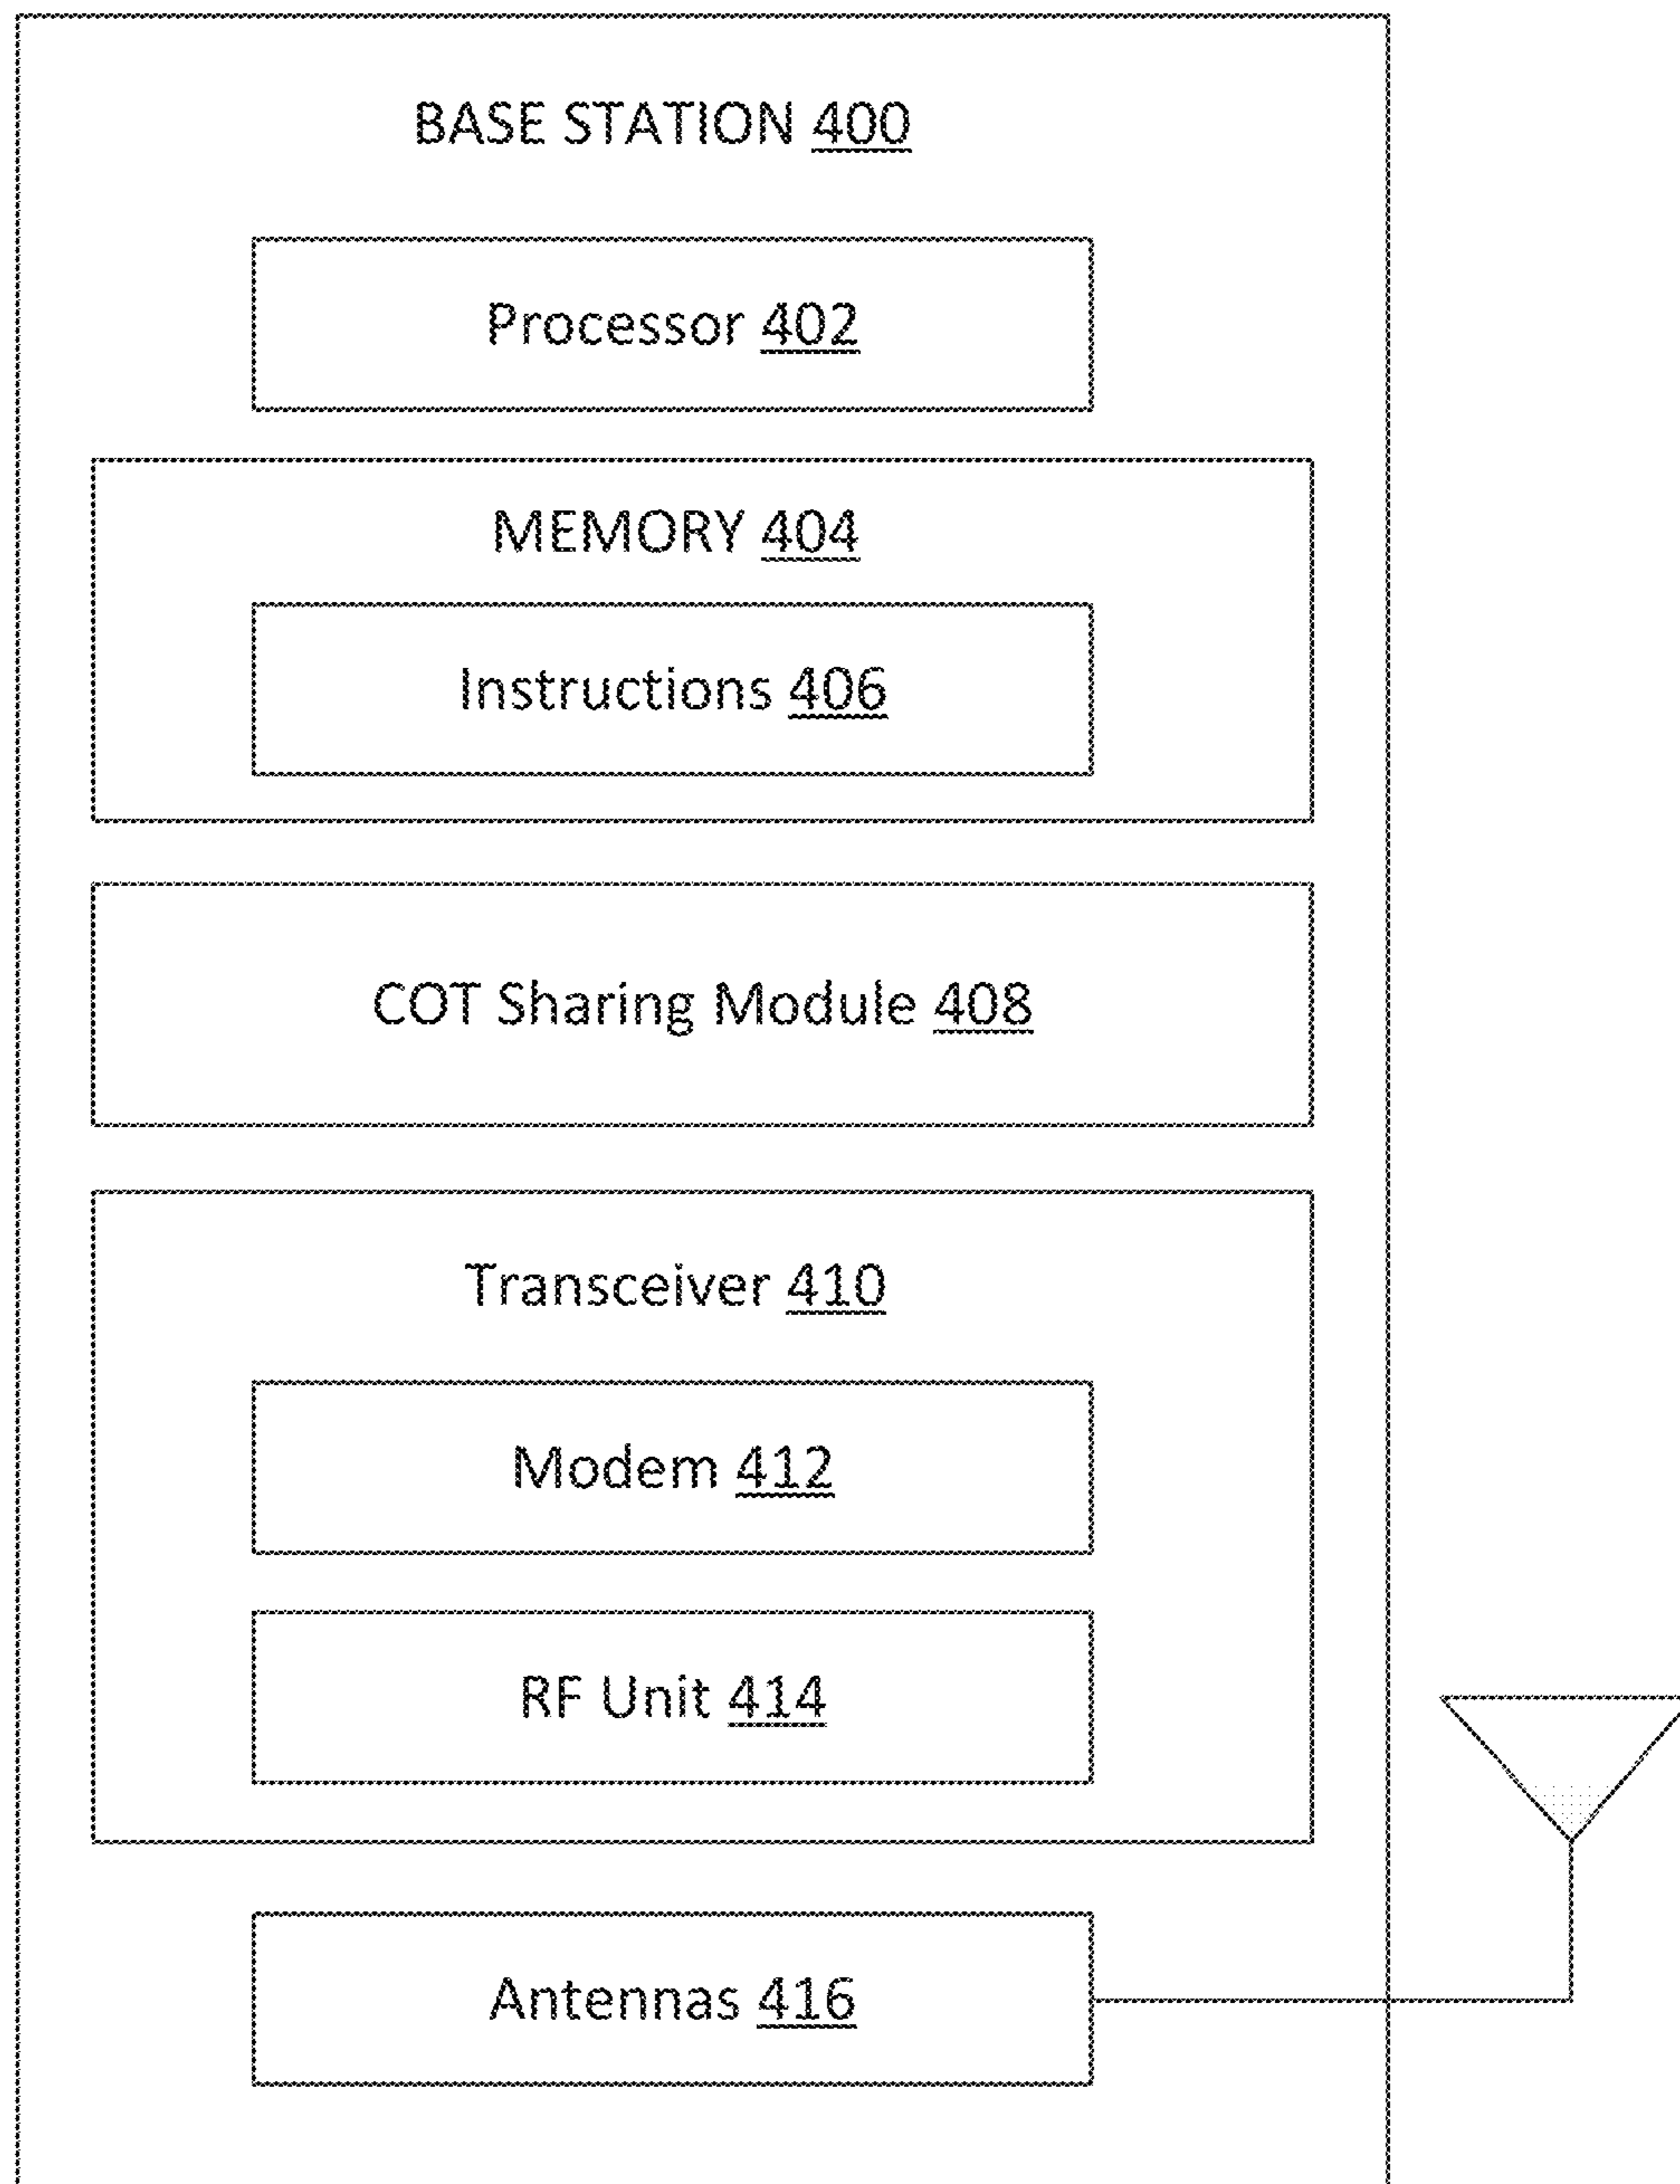 BASE STATION 400
Processor 402
MEMORY 404
Instructions 406
COT Sharing Module 408
Transceiver 410
Modem 412
RF Unit 414
Antennas 416